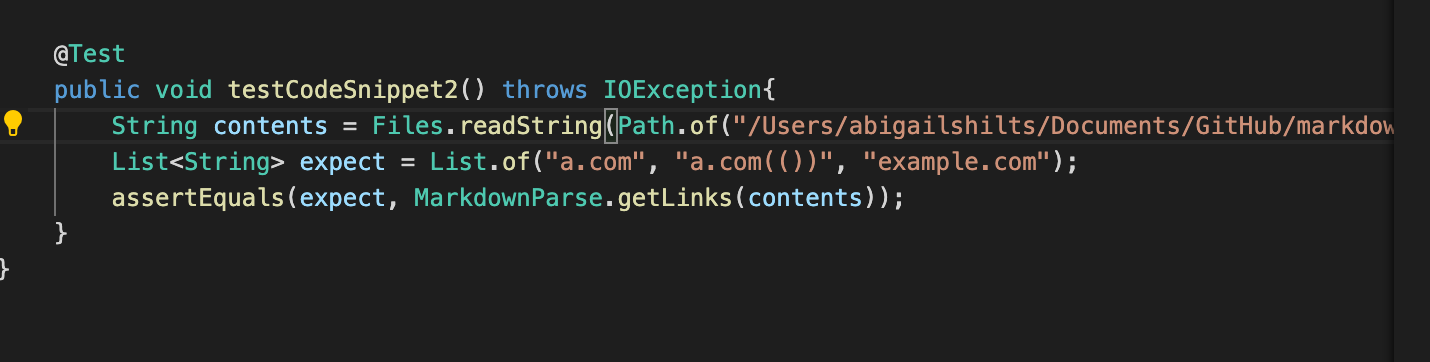 @Test
public void testCodeSnippet2() throws IOException{
String contents = Files.readString(Path.of("/Users/abigailshilts/Documents/GitHub/markdow
List<String> expect = List.of("a.com", "a.com(())", "example.com");
assertEquals(expect, MarkdownParse.getLinks(contents));
}
}